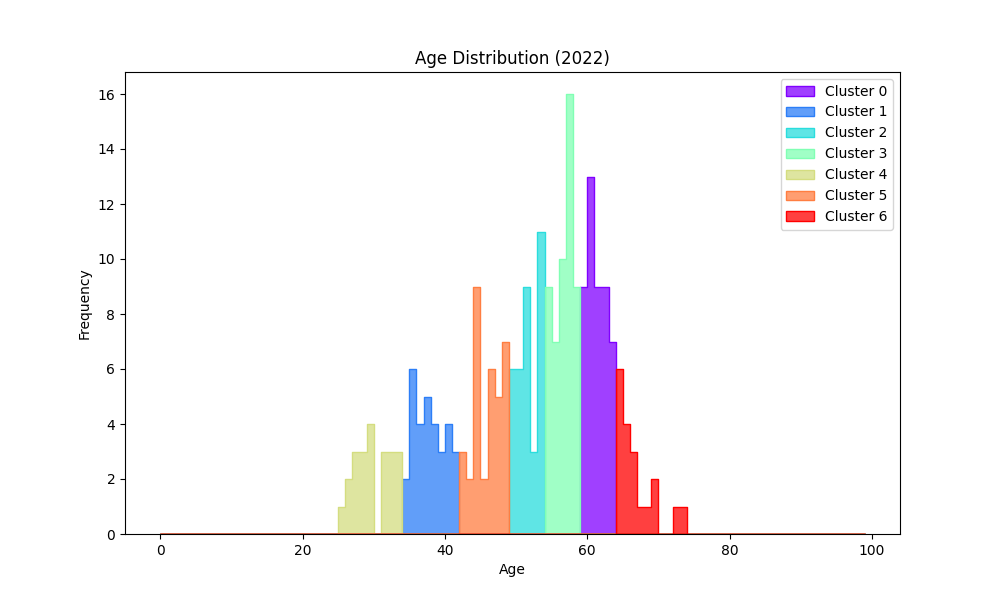 Age Distribution (2022)
Cluster 0
Cluster 1
Cluster 2
Cluster 3
Cluster 4
Cluster 5
Cluster 6
Frequency
16
14
12
10
8
6
4
2
0
0 20 40 60 80 100
Age